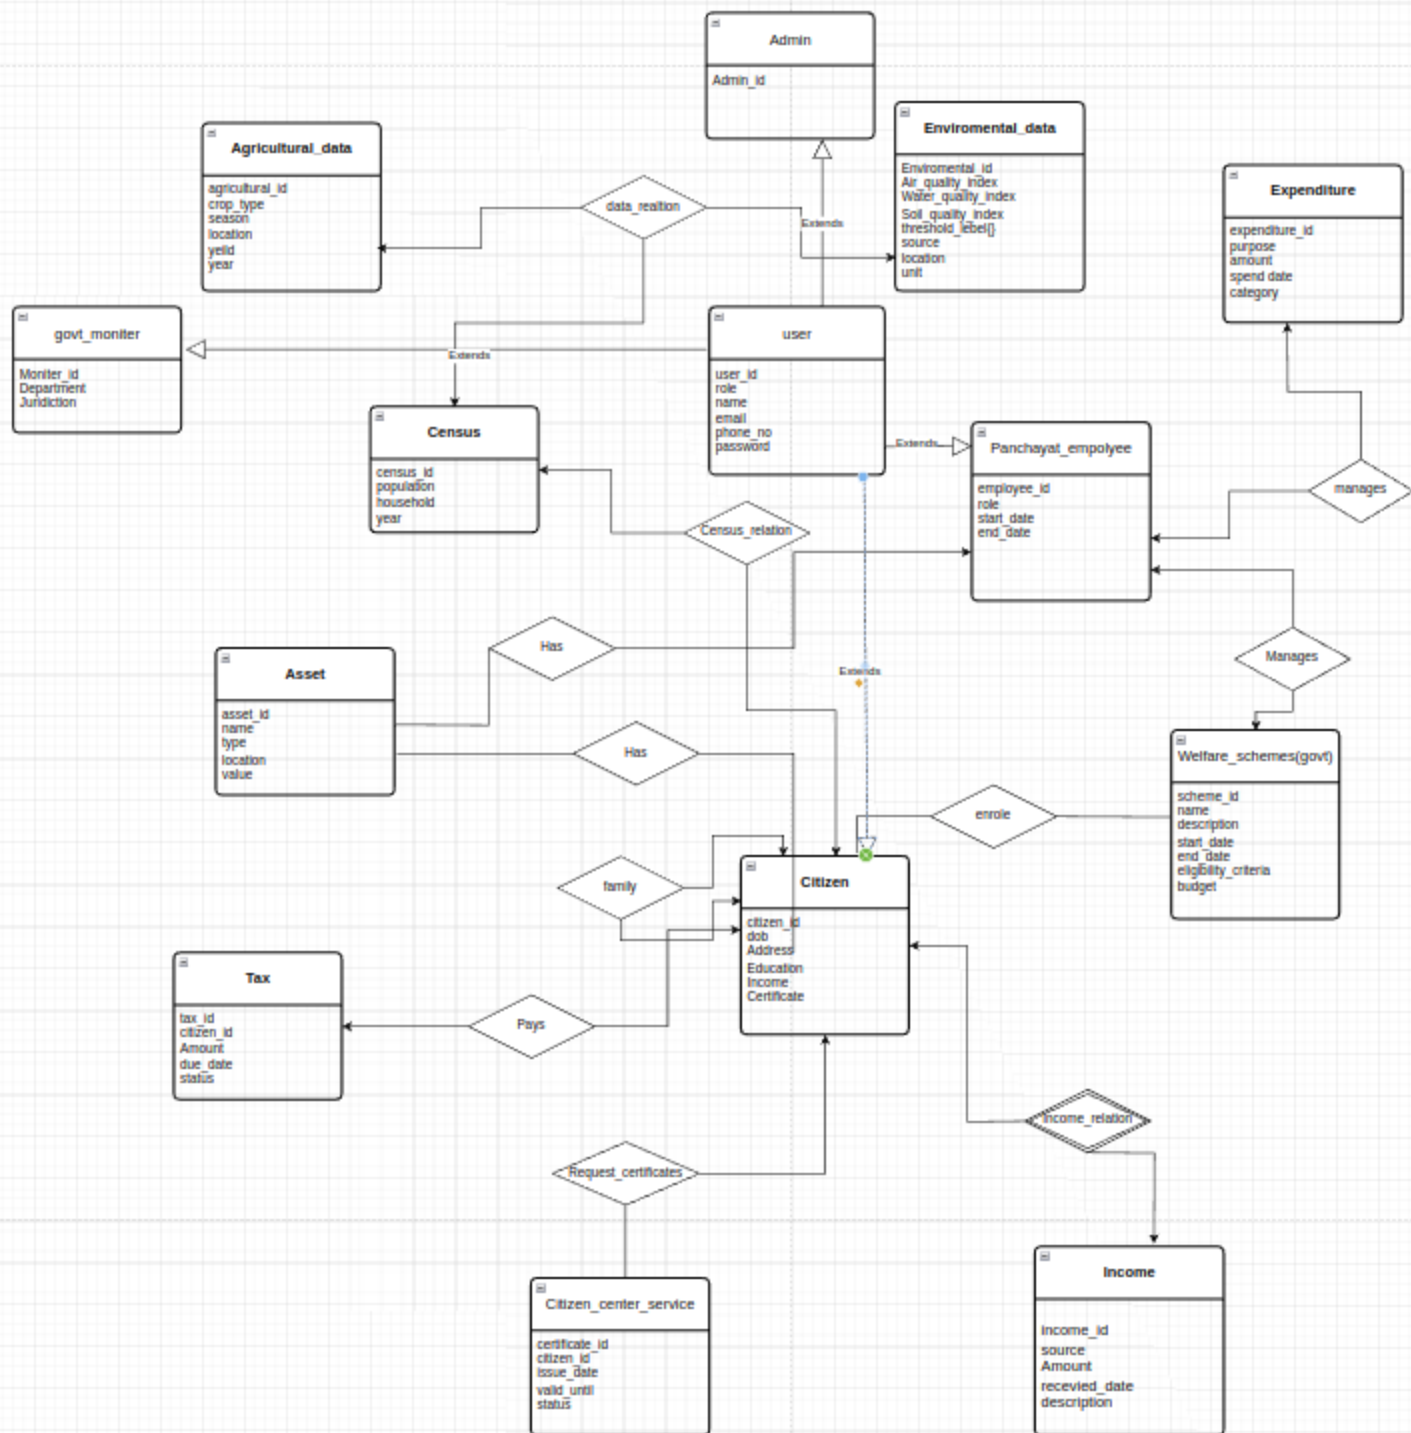 Admin
Admin_id
Enviromental_data
Enviromental_id
Air_quality_index
Water_quality_index
Soil_quality_index
threshold_lebel{}
source
location
unit
Agricultural_data
agricultural_id
crop_type
season
location
yeild
year
data_realtion
Extends
Expenditure
expenditure_id
purpose
amount
spend date
category
govt_moniter
Moniter_id
Department
Juridiction
Extends
user
user_id
role
name
email
phone_no
password
Census
census_id
population
household
year
Extends
Panchayat_empolyee
employee_id
role
start_date
end_date
manages
Census_relation
Has
Manages
Extends
Asset
asset_id
name
type
location
value
Has
Welfare_schemes(govt)
scheme_id
name
description
start_date
end_date
eligibility_criteria
budget
enrole
family
Citizen
citizen_id
dob
Address
Education
Income
Certificate
Tax
tax_id
citizen_id
Amount
due_date
status
Pays
Income_relation
Request_certificates
Citizen_center_service
certificate_id
citizen_id
issue_date
valid_until
status
Income
income_id
source
Amount
recevied_date
description